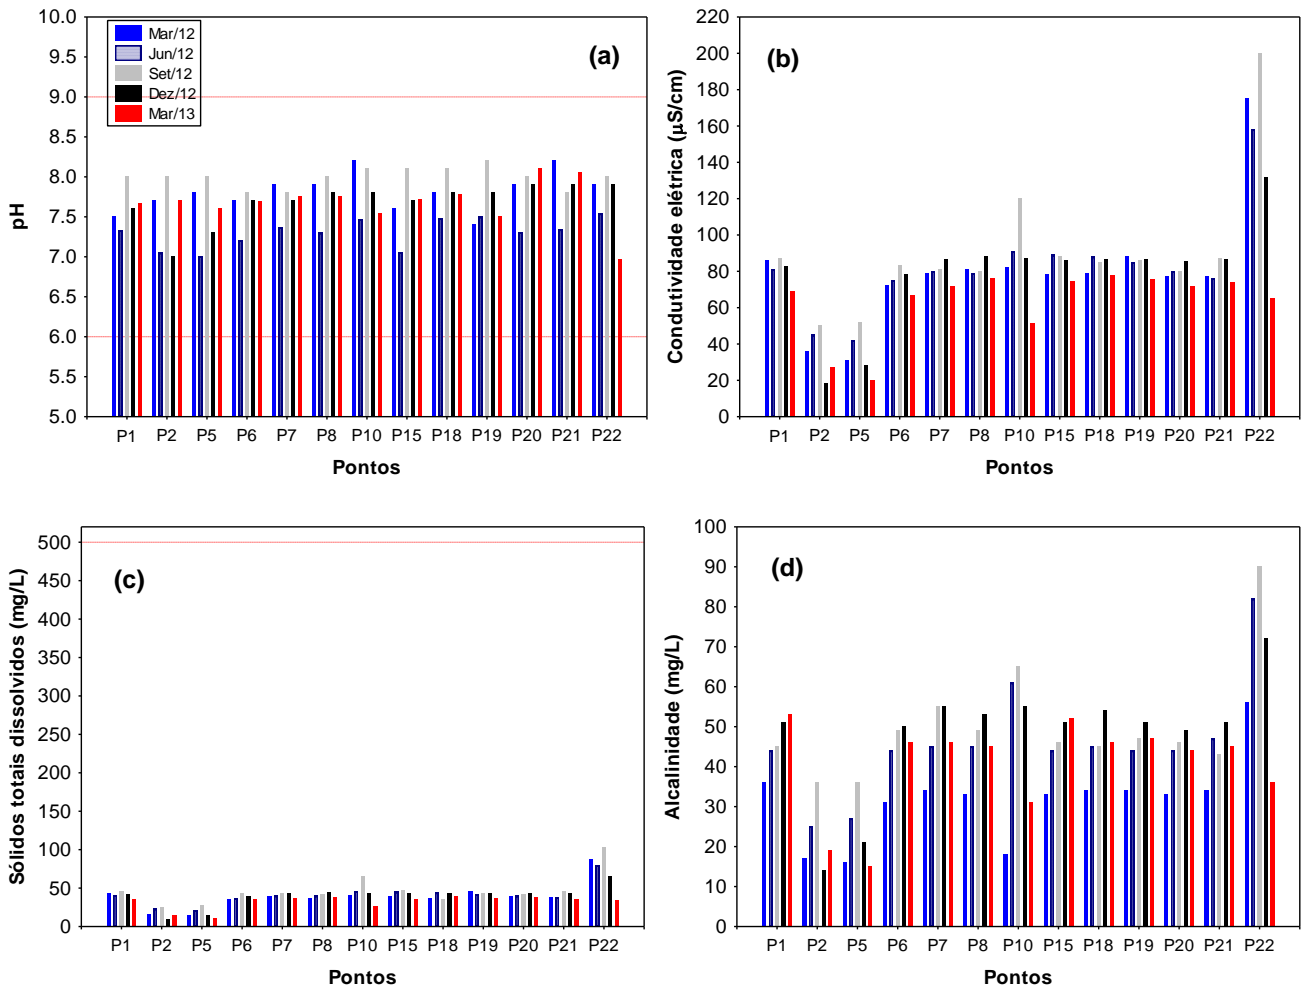 10.0
9.5
9.0
8.5
8.0
7.5
7.0
6.5
6.0
5.5
5.0
pH
Mar/12
Jun/12
Set/12
Dez/12
Mar/13
(a)
P1 P2 P5 P6 P7 P8 P10 P15 P18 P19 P20 P21 P22
Pontos
220
200
180
160
140
120
100
80
60
40
20
0
Condutividade elétrica (µS/cm)
(b)
P1 P2 P5 P6 P7 P8 P10 P15 P18 P19 P20 P21 P22
Pontos
500
450
400
350
300
250
200
150
100
50
0
Sólidos totais dissolvidos (mg/L)
(c)
P1 P2 P5 P6 P7 P8 P10 P15 P18 P19 P20 P21 P22
Pontos
100
90
80
70
60
50
40
30
20
10
0
Alcalinidade (mg/L)
(d)
P1 P2 P5 P6 P7 P8 P10 P15 P18 P19 P20 P21 P22
Pontos